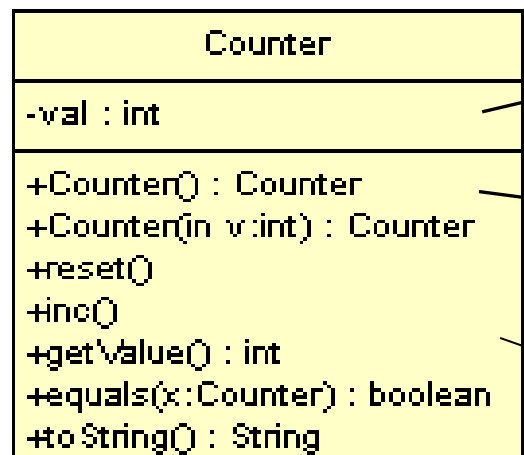 Counter
-val : int
+Counter() : Counter
+Counter(in v:int) : Counter
+reset()
+inc()
+getValue() : int
+equals(x:Counter) : boolean
+toString() : String